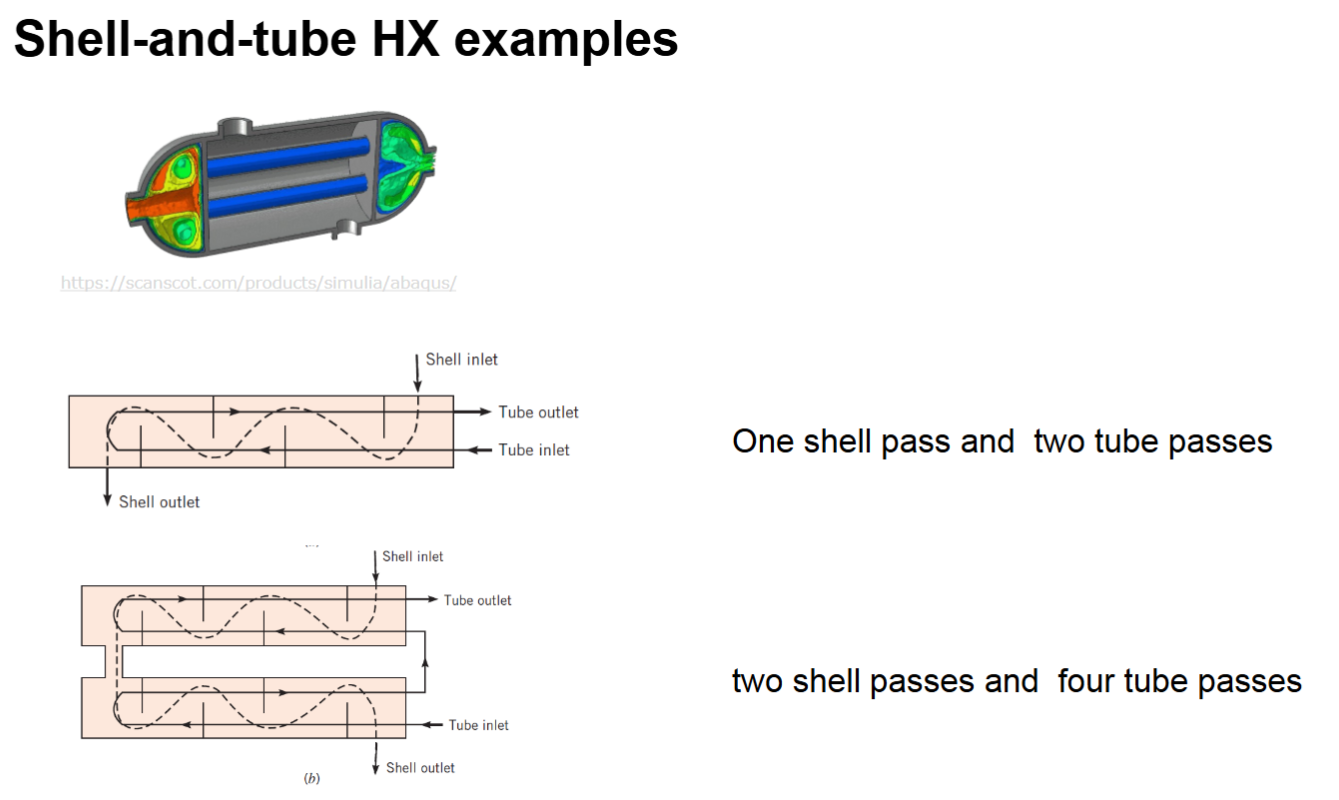 Shell-and-tube HX examples
https://scanscot.com/products/simulia/abaqus/
Shell inlet
Tube outlet
Tube inlet
Shell outlet
One shell pass and  two tube passes
Shell inlet
Tube outlet
Tube inlet
Shell outlet
(b)
two shell passes and  four tube passes